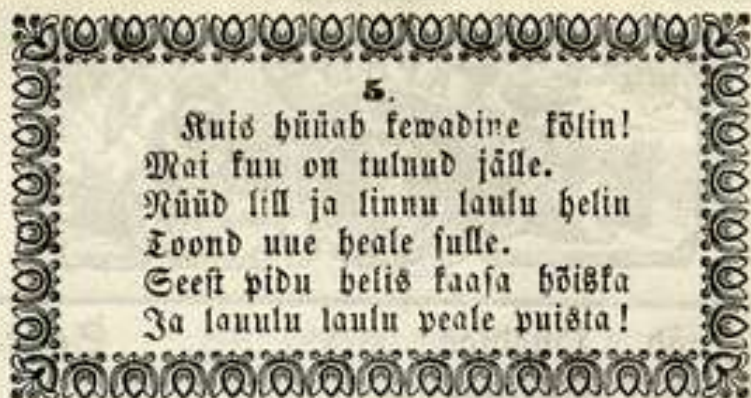 5.
Kuis hüüab kewadine kõlin!
Mai kuu on tulnud jälle.
Nüüd lill ja linnu laulu helin
Toond uue heale sulle.
Seest pidu helis kaasa hõiska
Ja lauulu laulu peale puista!